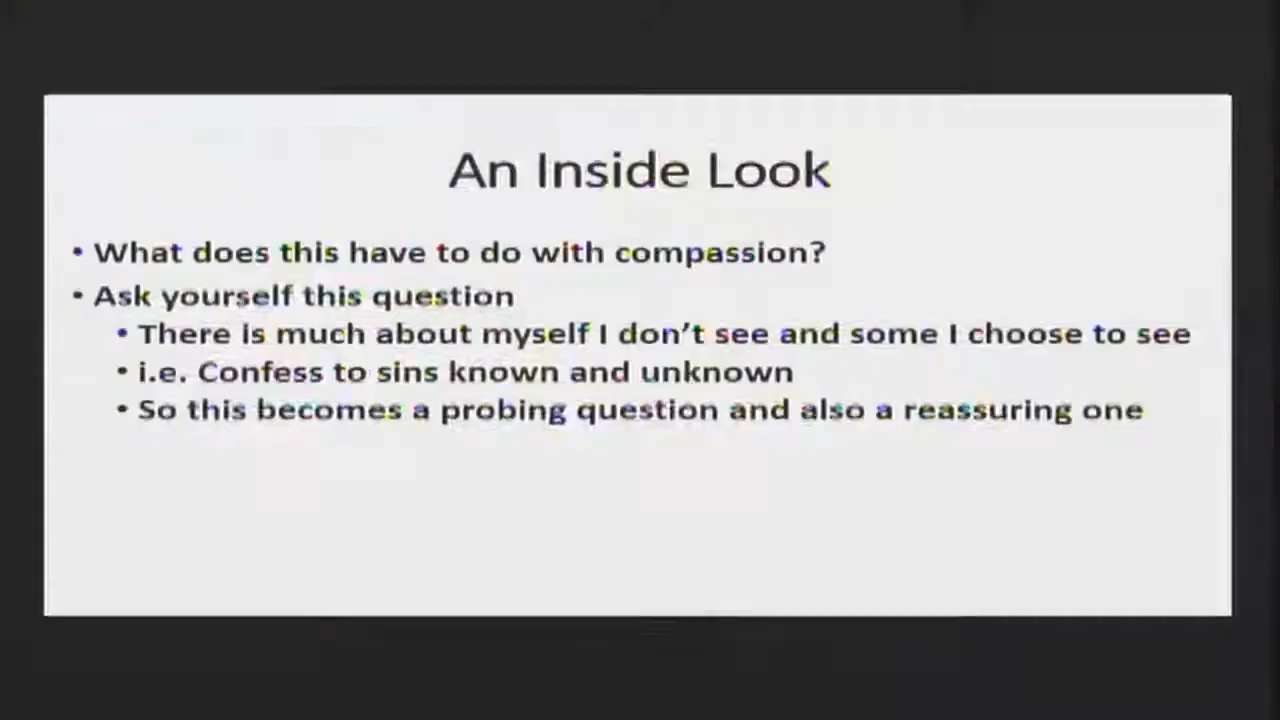 An Inside Look
• What does this have to do with compassion?
• Ask yourself this question
• There is much about myself I don’t see and some I choose to see
• i.e. Confess to sins known and unknown
• So this becomes a probing question and also a reassuring one